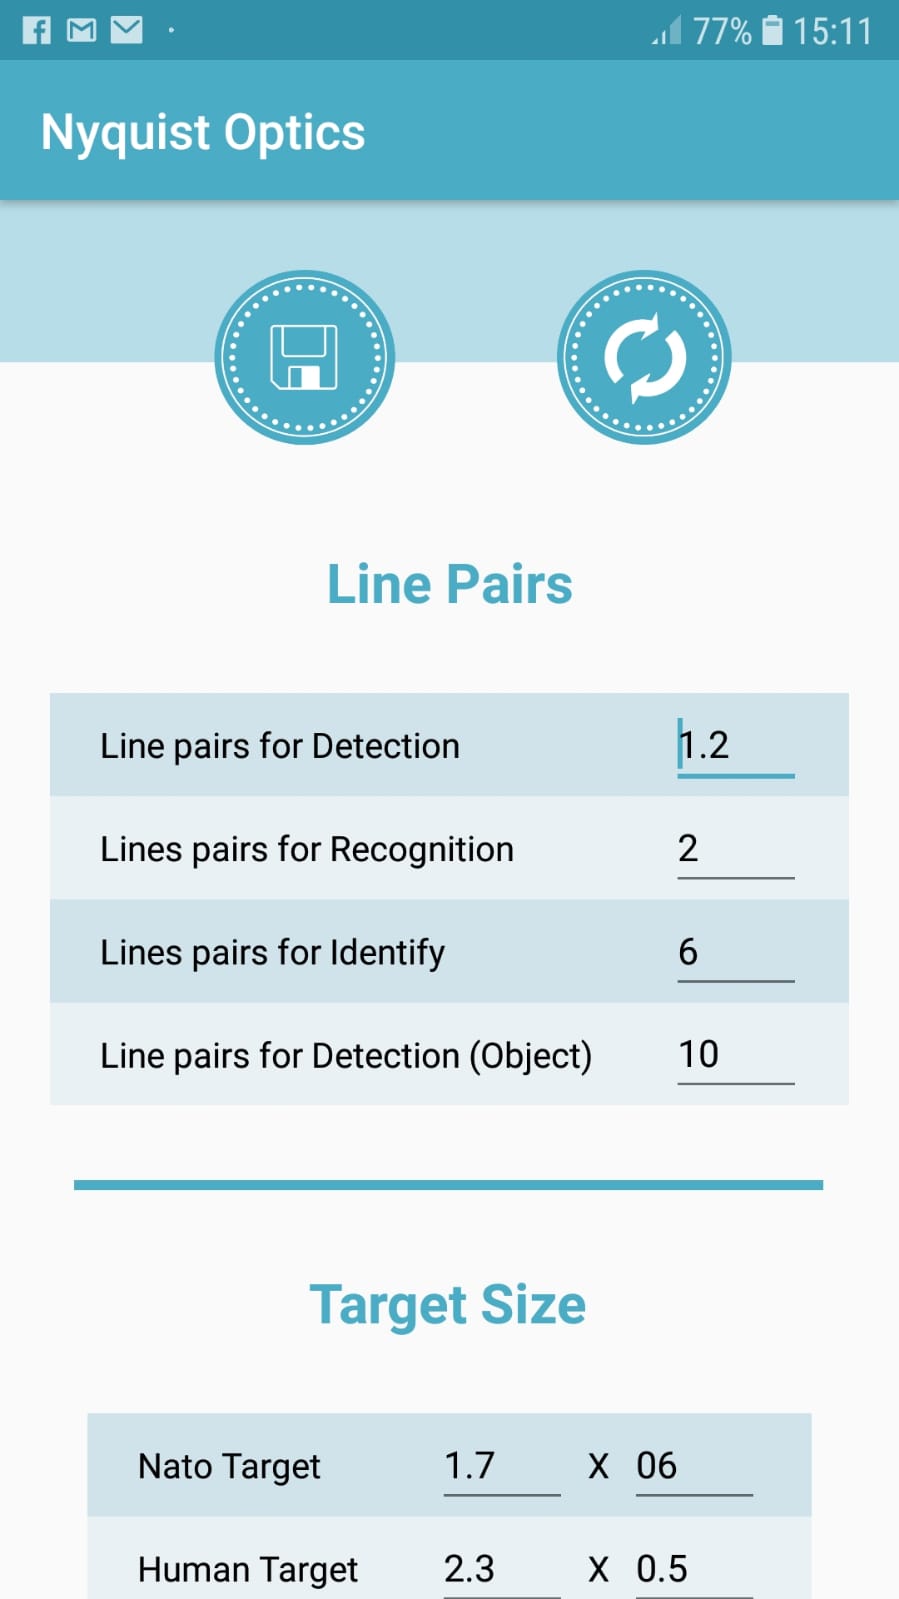 77% 15:11
Nyquist Optics
Line Pairs
Line pairs for Detection 1.2
Lines pairs for Recognition 2
Lines pairs for Identify 6
Line pairs for Detection (Object) 10
Target Size
Nato Target 1.7 X 06
Human Target 2.3 X 0.5